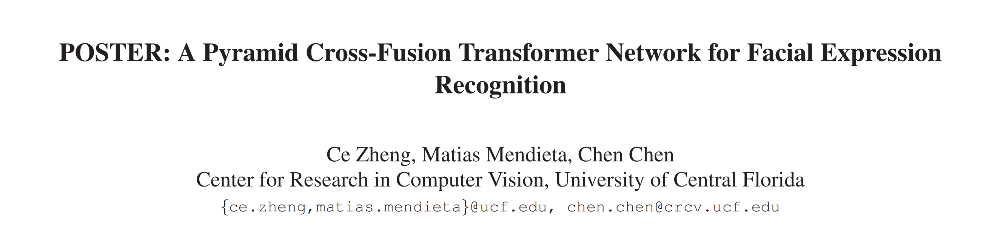 POSTER: A Pyramid Cross-Fusion Transformer Network for Facial Expression
Recognition
Ce Zheng, Matias Mendieta, Chen Chen
Center for Research in Computer Vision, University of Central Florida
{ce.zheng,matias.mendieta}@ucf.edu, chen.chen@crcv.ucf.edu